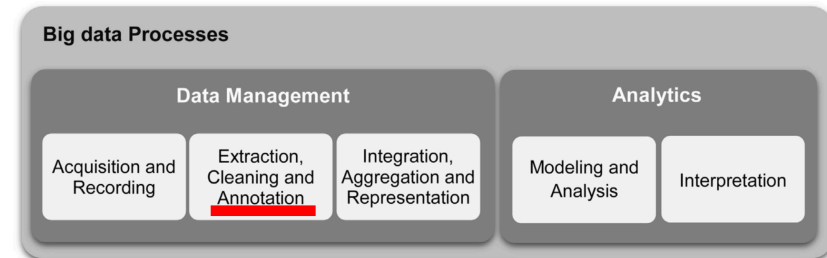 Big data Processes
Data Management
Analytics
Acquisition and
Recording
Extraction,
Cleaning and
Annotation
Integration,
Aggregation and
Representation
Modeling and
Analysis
Interpretation